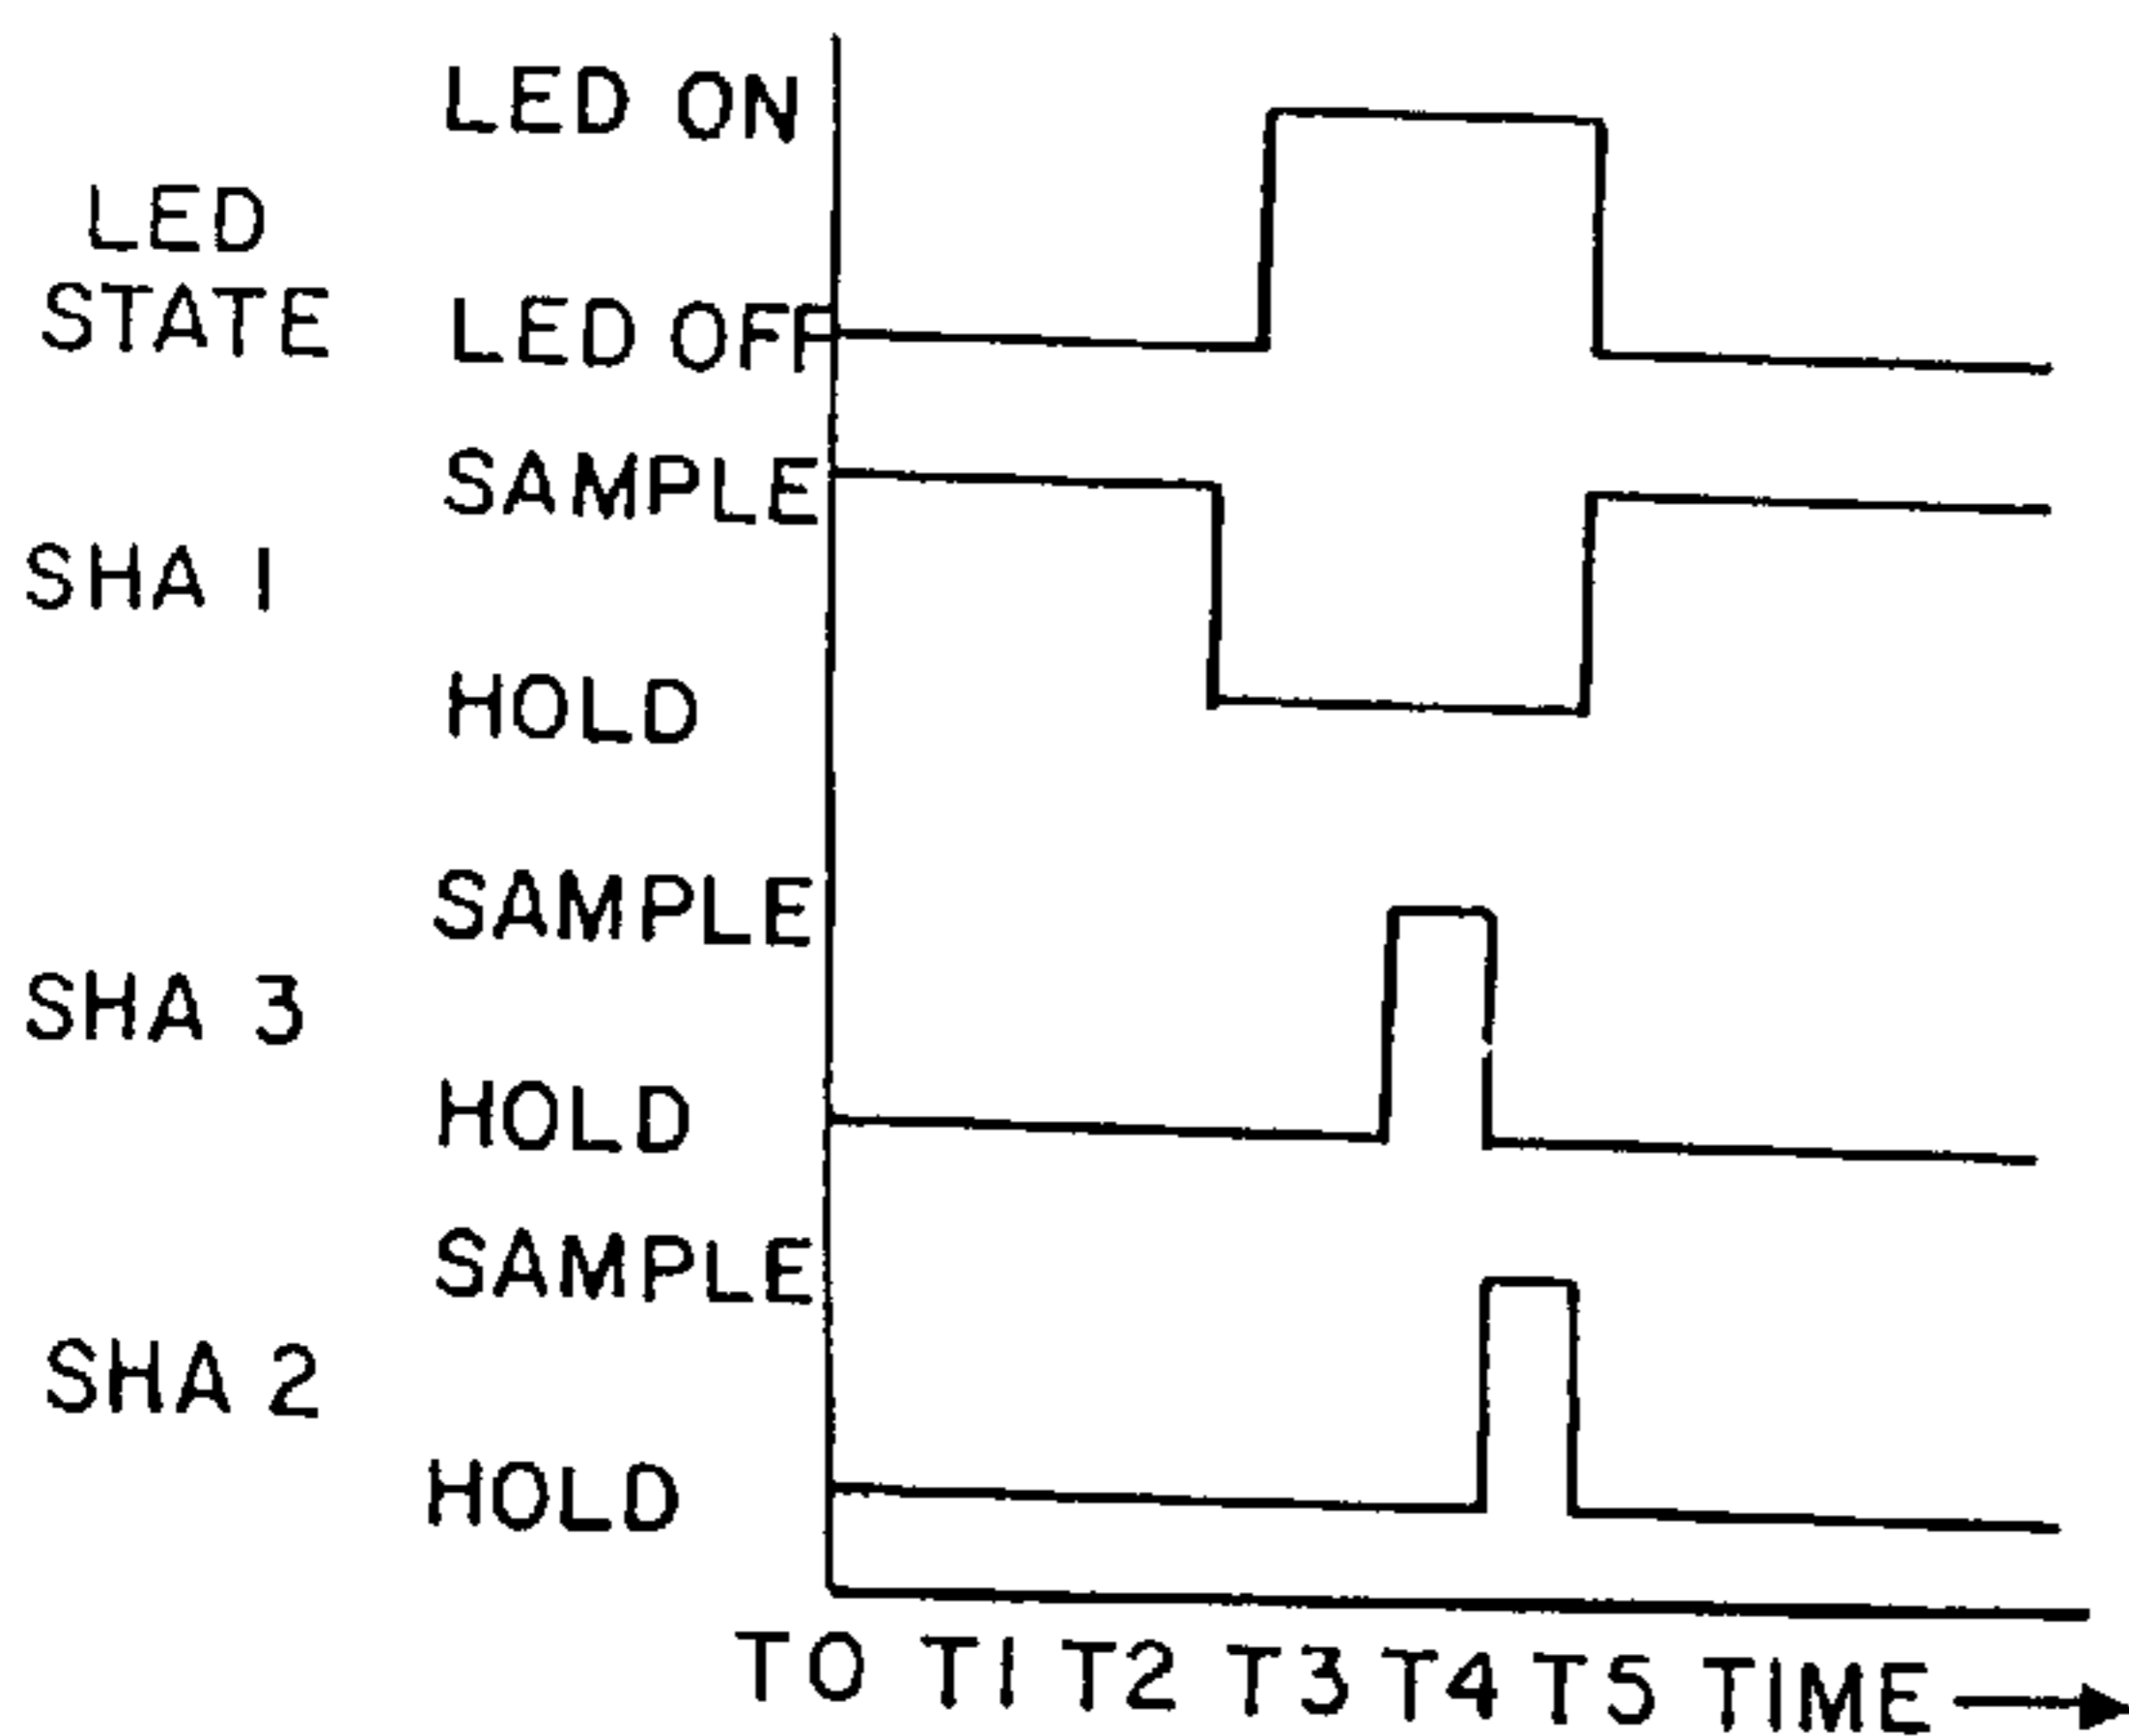 LED ON
LED
STATE
LED OFF
SAMPLE
SHA 1
HOLD
SAMPLE
SHA 3
HOLD
SAMPLE
SHA 2
HOLD
TO T1 T2 T3 T4 T5 TIME